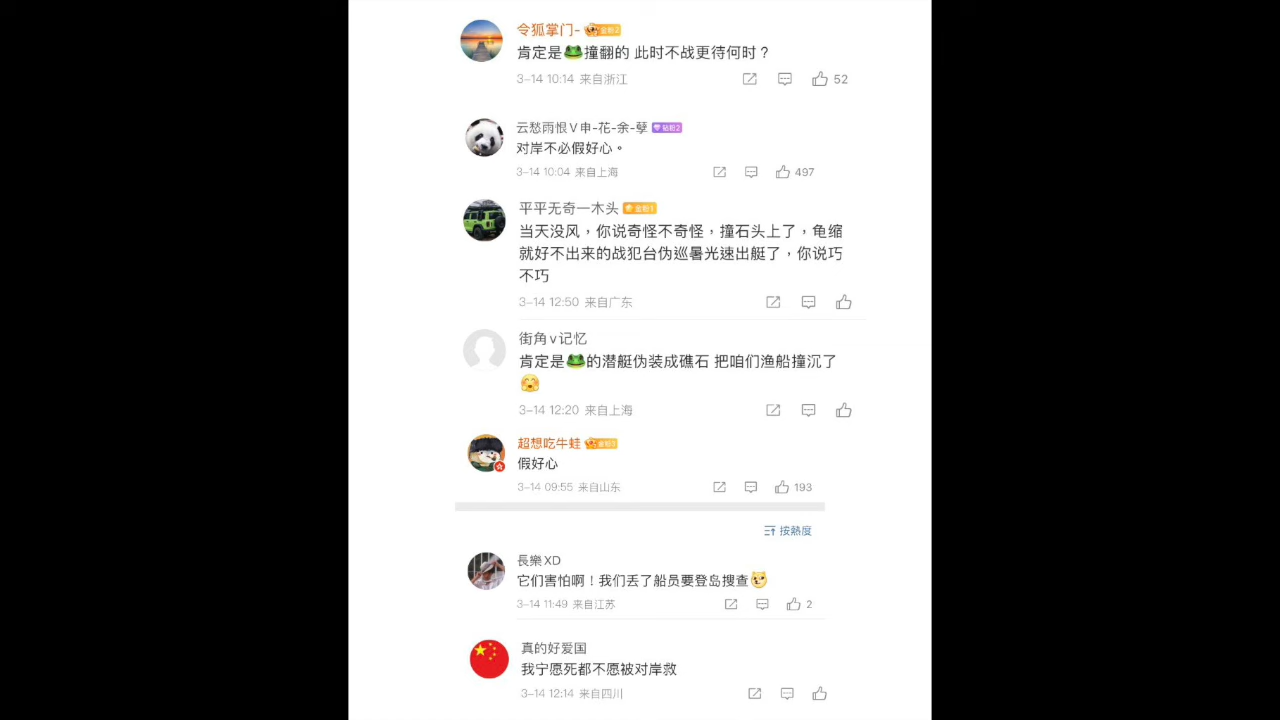 令狐掌门- 金粉2
肯定是🐸撞翻的 此时不战更待何时？
3-14 10:14 来自浙江
52
云愁雨恨V申-花-余-孽 钻粉2
对岸不必假好心。
3-14 10:04 来自上海
497
平平无奇一木头 金粉1
当天没风，你说奇怪不奇怪，撞石头上了，龟缩
就好不出来的战犯台伪巡暑光速出艇了，你说巧
不巧
3-14 12:50 来自广东
街角v记忆
肯定是🐸的潜艇伪装成礁石 把咱们渔船撞沉了
🤗
3-14 12:20 来自上海
超想吃牛蛙
假好心
3-14 09:55 来自山东
193
按熱度
長樂XD
它们害怕啊！我们丢了船员要登岛搜查
3-14 11:49 来自江苏
2
真的好爱国
我宁愿死都不愿被对岸救
3-14 12:14 来自四川